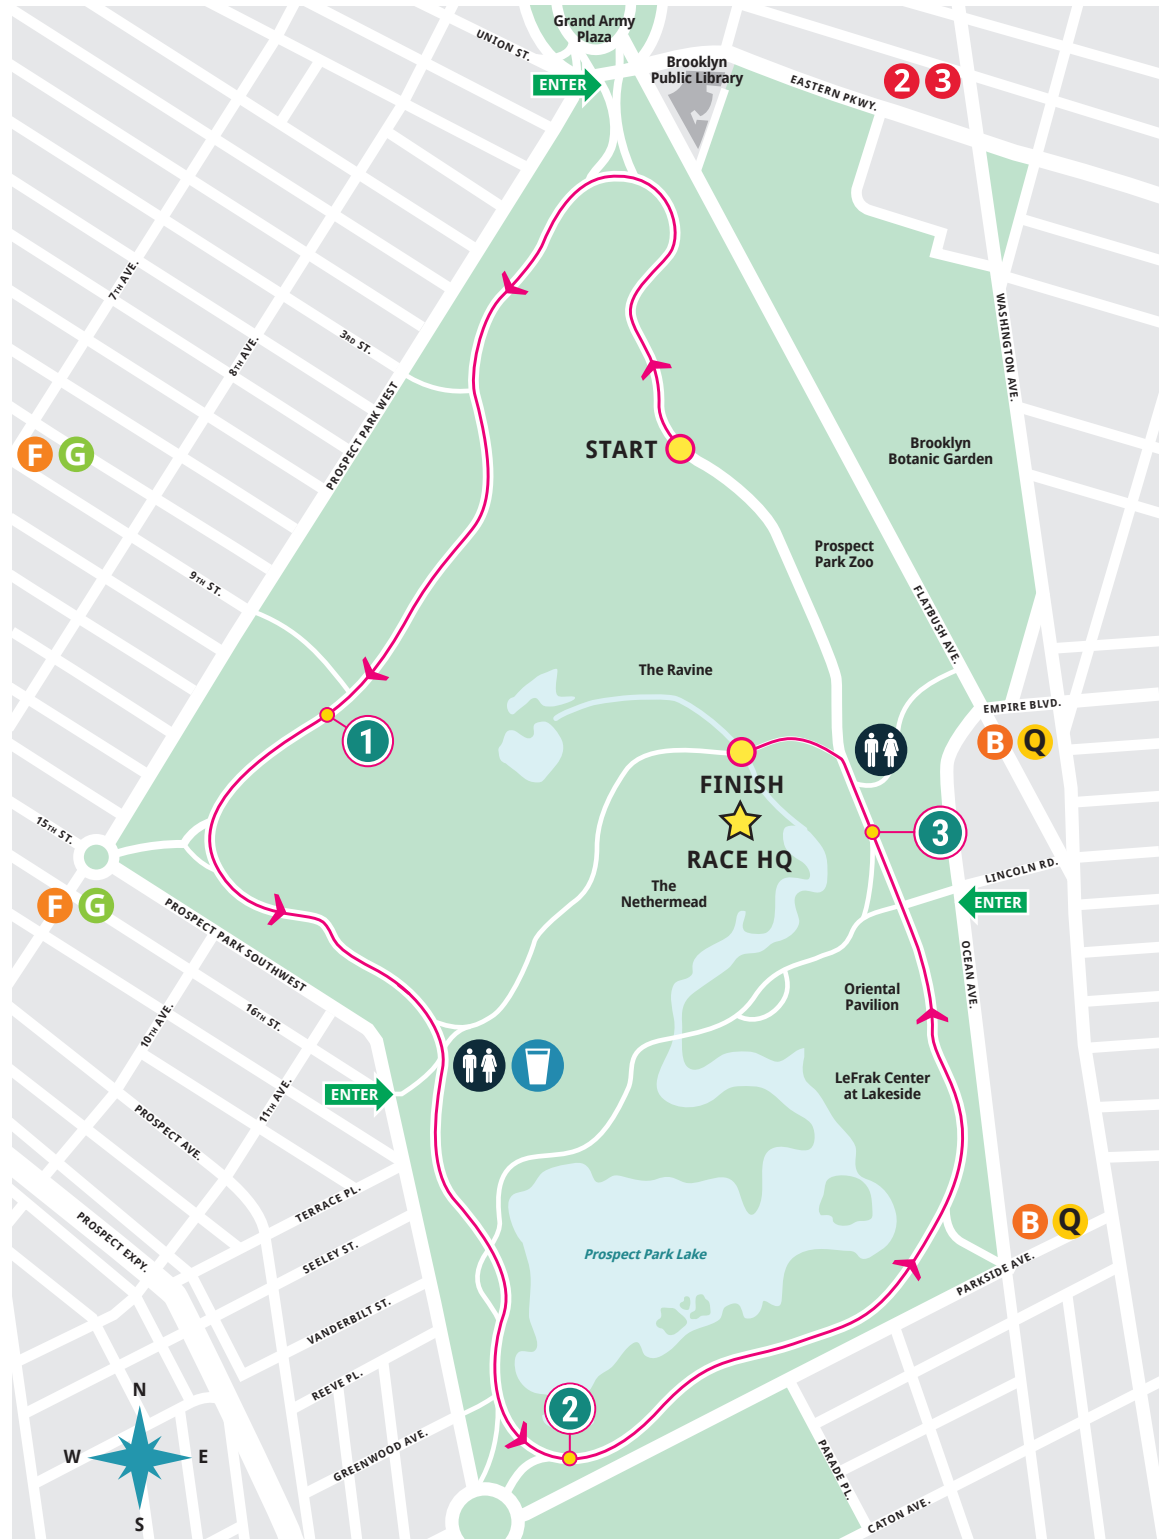 Grand Army
Plaza
UNION ST.
ENTER
Brooklyn
Public Library
EASTERN PKWY.
2 3
7TH AVE.
8TH AVE.
3RD ST.
PROSPECT PARK WEST
WASHINGTON AVE.
F G
START
Brooklyn
Botanic Garden
Prospect
Park Zoo
9TH ST.
FLATBUSH AVE.
The Ravine
EMPIRE BLVD.
1
B Q
FINISH
15TH ST.
3
RACE HQ
LINCOLN RD.
The
Nethermead
ENTER
F G
PROSPECT PARK SOUTHWEST
OCEAN AVE.
Oriental
Pavilion
16TH ST.
10TH AVE.
LeFrak Center
at Lakeside
ENTER
11TH AVE.
PROSPECT AVE.
TERRACE PL.
B Q
PROSPECT EXPY.
SEELEY ST.
Prospect Park Lake
PARKSIDE AVE.
VANDERBILT ST.
REEVE PL.
2
N
W E
S
GREENWOOD AVE.
PARADE PL.
CATON AVE.